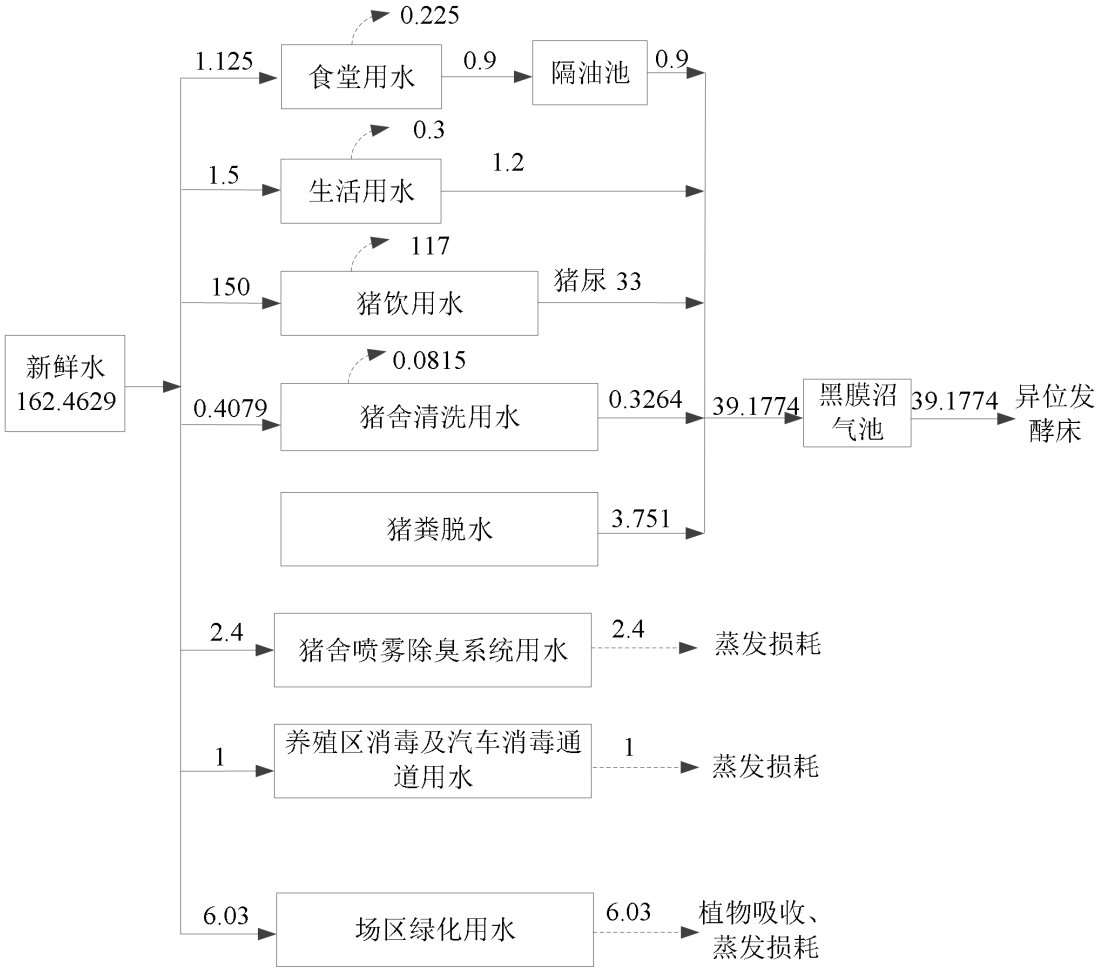 0.225
1.125
食堂用水
0.9
隔油池
0.9
0.3
1.5
生活用水
1.2
117
150
猪饮用水
猪尿 33
新鲜水
162.4629
0.0815
0.4079
猪舍清洗用水
0.3264
39.1774
黑膜沼
气池
39.1774
异位发
酵床
猪粪脱水
3.751
2.4
猪舍喷雾除臭系统用水
2.4
蒸发损耗
1
养殖区消毒及汽车消毒通
道用水
1
蒸发损耗
6.03
场区绿化用水
6.03
植物吸收、
蒸发损耗